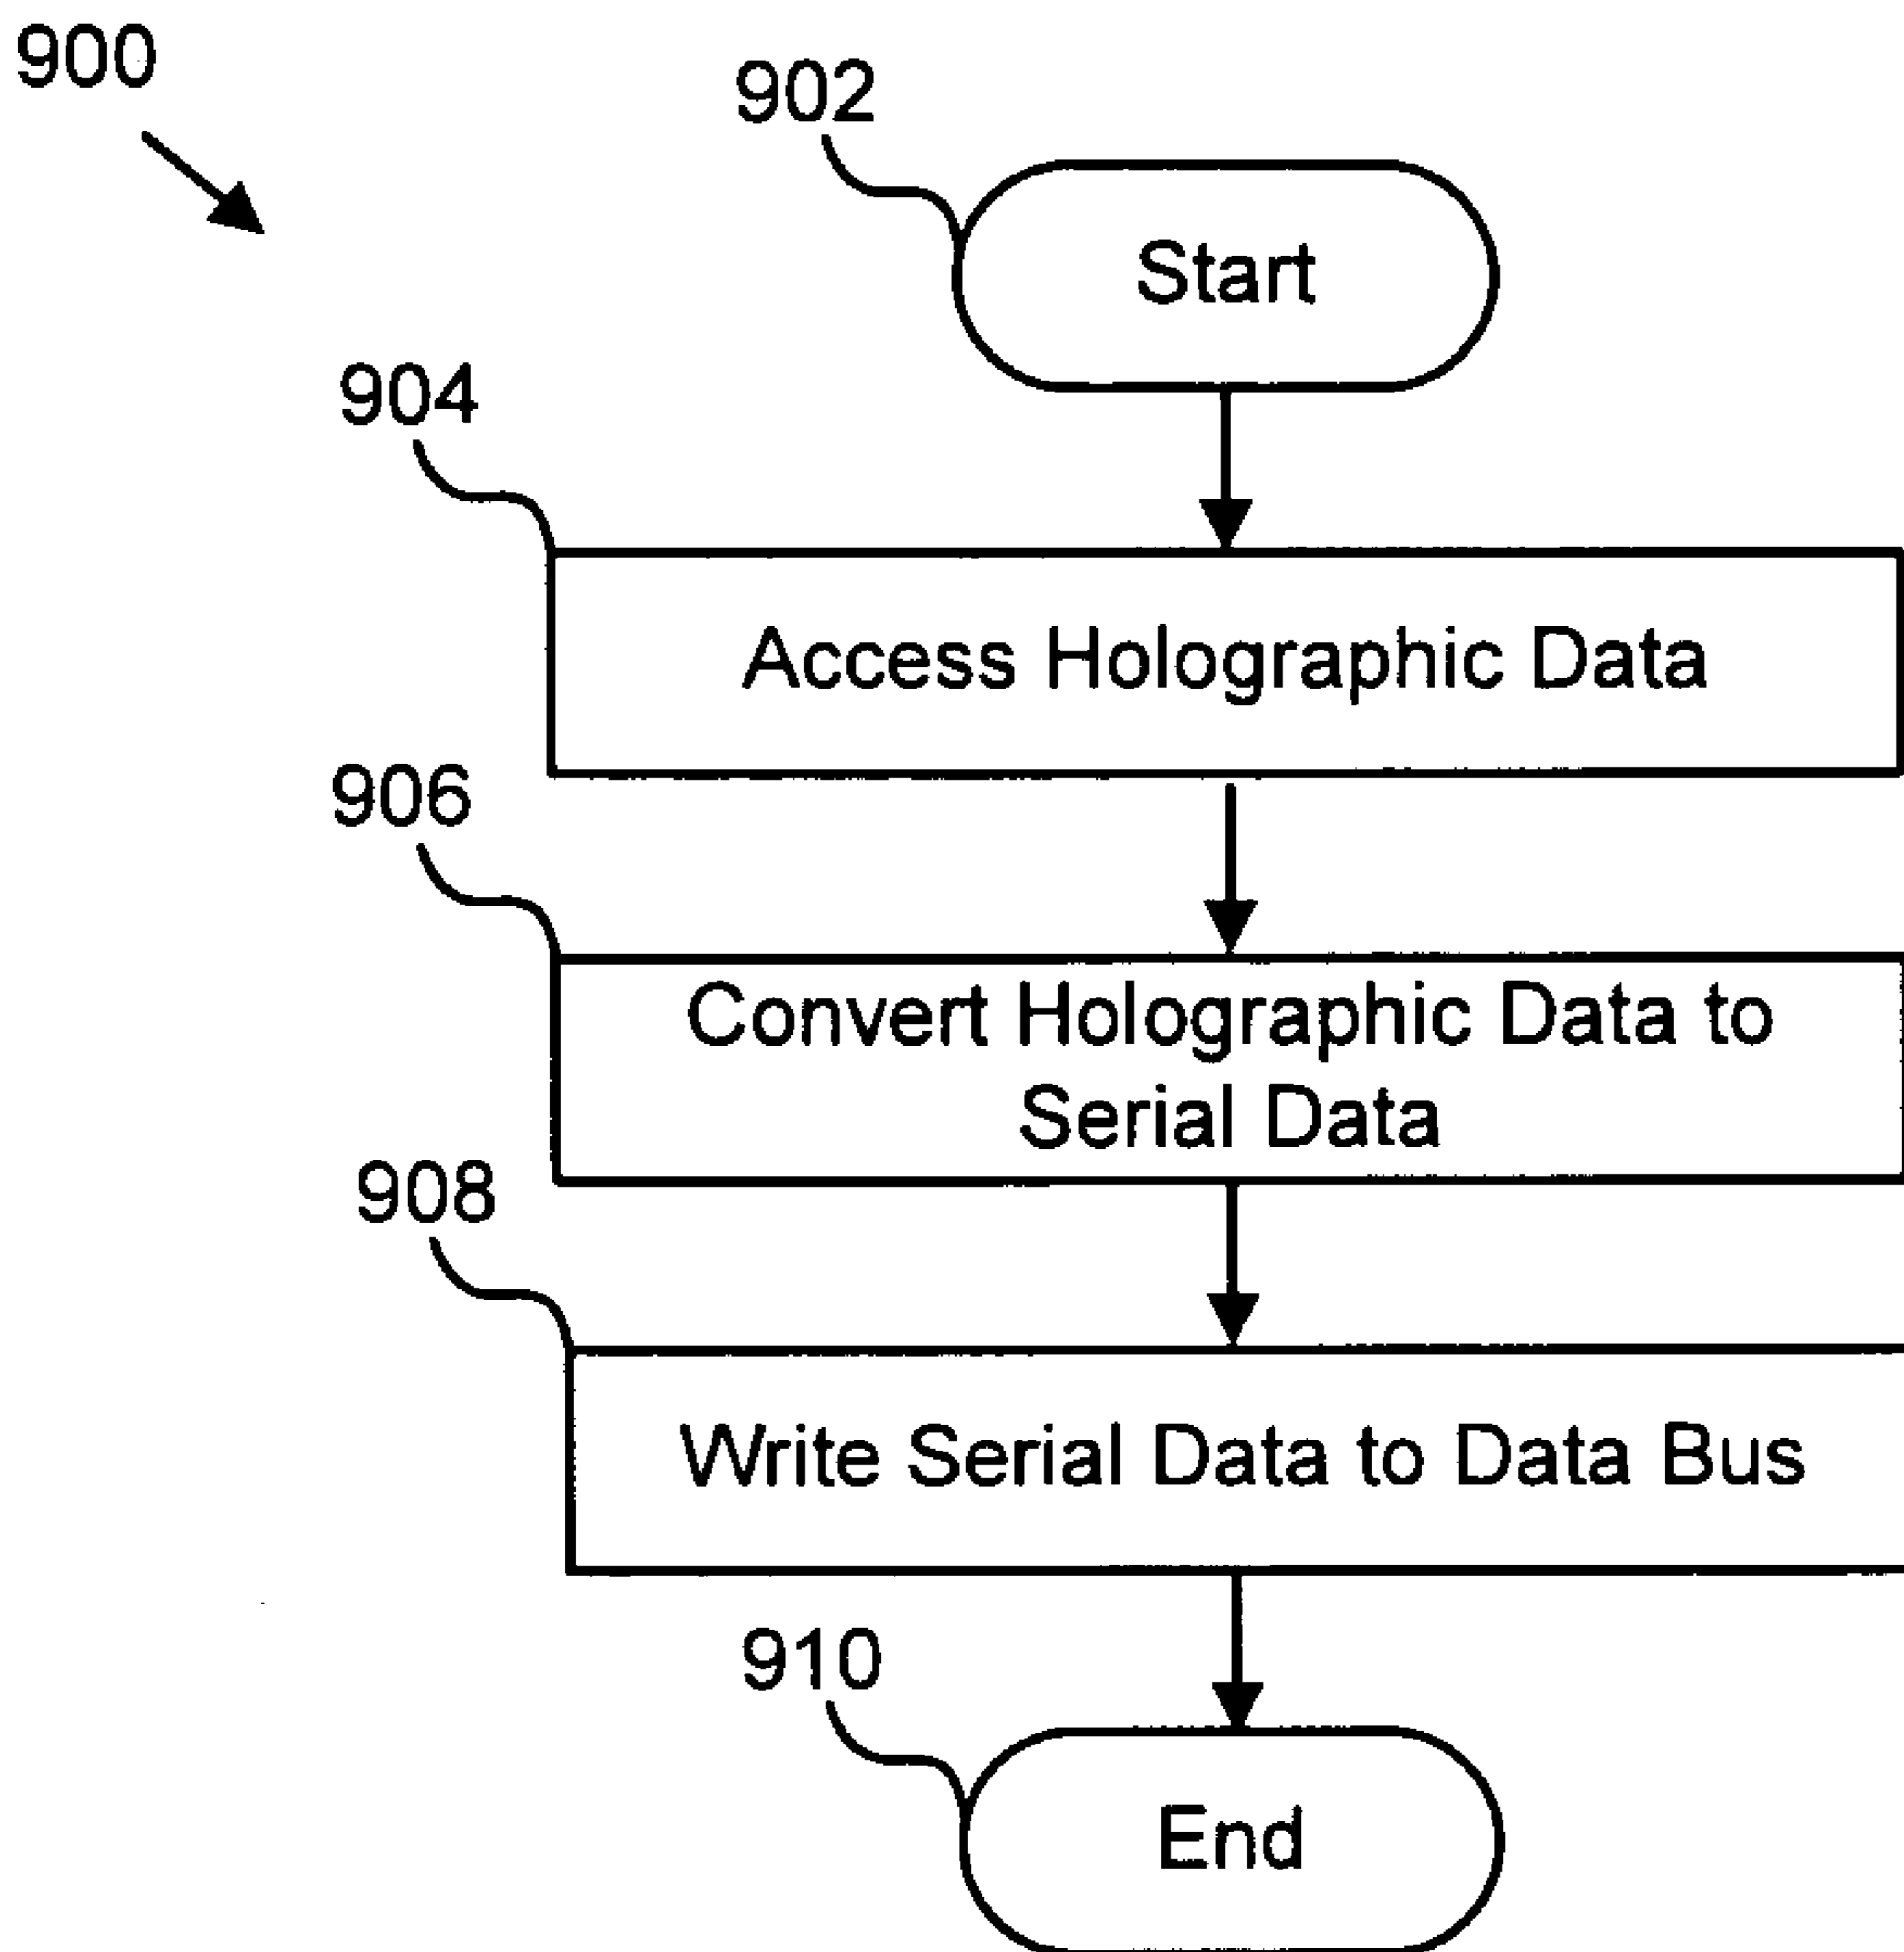 900
902
Start
904
Access Holographic Data
906
Convert Holographic Data to
Serial Data
908
Write Serial Data to Data Bus
910
End